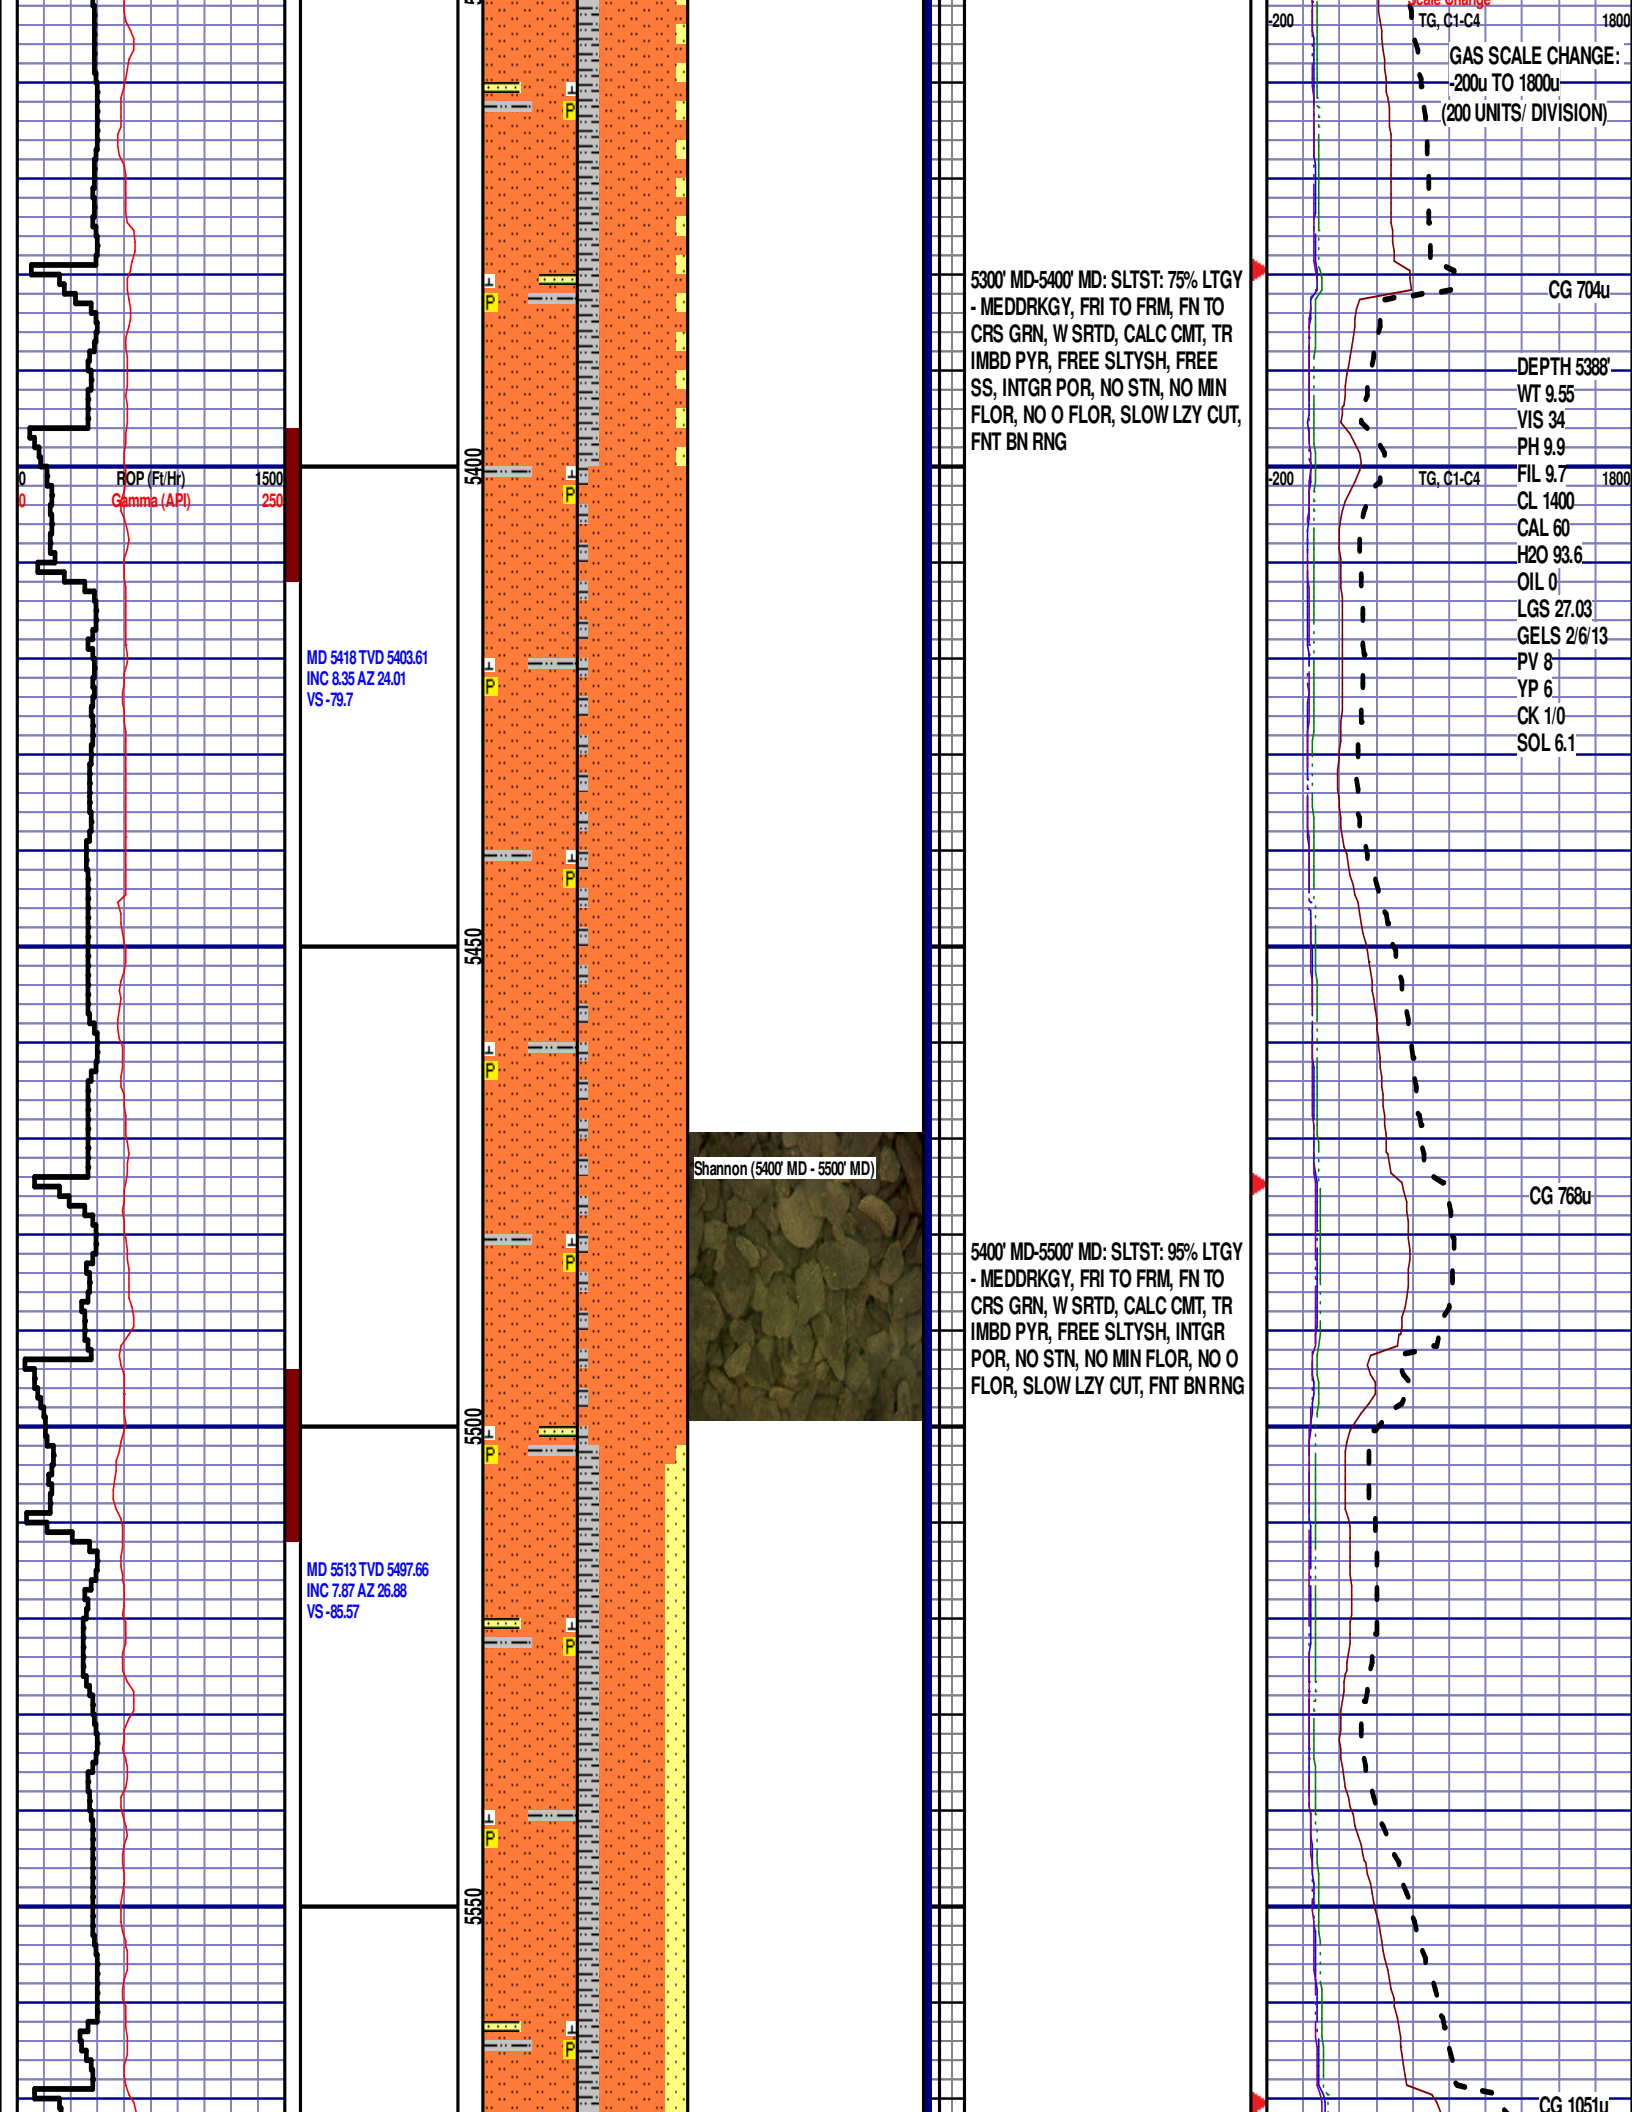 Scale Change
-200 TG, C1-C4 1800
GAS SCALE CHANGE:
-200u TO 1800u
(200 UNITS/ DIVISION)
P
P
5300' MD-5400' MD: SLTST: 75% LTGY
- MEDDRKGY, FRI TO FRM, FN TO
CRS GRN, W SRTD, CALC CMT, TR
IMBD PYR, FREE SLTYSH, FREE
SS, INTGR POR, NO STN, NO MIN
FLOR, NO O FLOR, SLOW LZY CUT,
FNT BN RNG
CG 704u
DEPTH 5388'
WT 9.55
VIS 34
PH 9.9
FIL 9.7
CL 1400
CAL 60
H2O 93.6
OIL 0
LGS 27.03
GELS 2/6/13
PV 8
YP 6
CK 1/0
SOL 6.1
5400
0 ROP (Ft/Hr) 1500
0 Gamma (API) 250
-200 TG, C1-C4 1800
P
MD 5418 TVD 5403.61
INC 8.35 AZ 24.01
VS -79.7
P
P
5450
P
Shannon (5400' MD - 5500' MD)
CG 768u
P
5400' MD-5500' MD: SLTST: 95% LTGY
- MEDDRKGY, FRI TO FRM, FN TO
CRS GRN, W SRTD, CALC CMT, TR
IMBD PYR, FREE SLTYSH, INTGR
POR, NO STN, NO MIN FLOR, NO O
FLOR, SLOW LZY CUT, FNT BN RNG
5500
P
MD 5513 TVD 5497.66
INC 7.87 AZ 26.88
VS -85.57
P
P
5550
P
CG 1051u